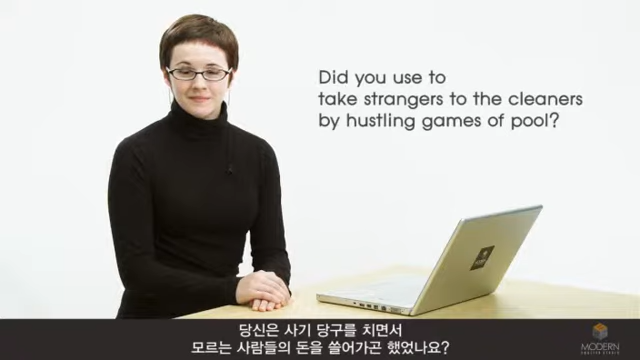 Did you use to
take strangers to the cleaners
by hustling games of pool?
당신은 사기 당구를 치면서
모르는 사람들의 돈을 쓸어가곤 했었나요?
MODERN